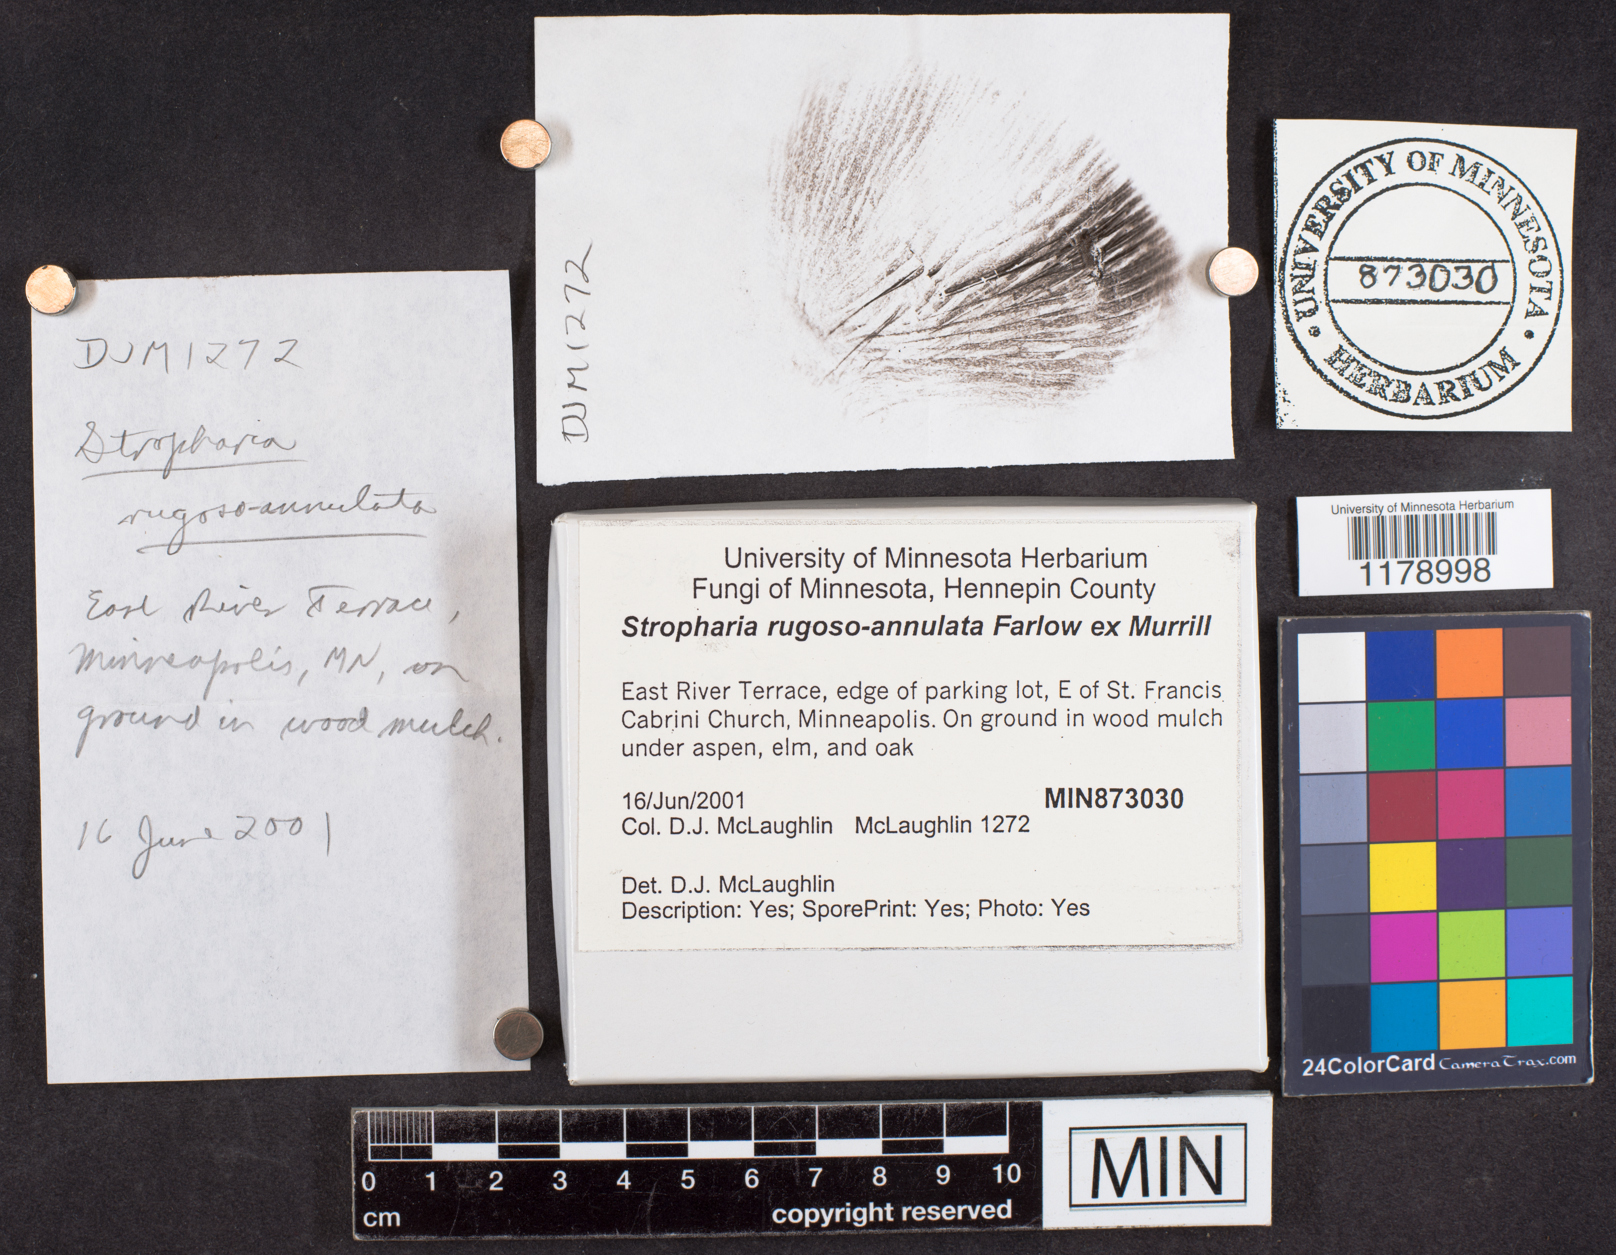 DJM1272
Stropharia
rugoso-annulata
East River Terrace,
Minneapolis, MN, on
ground in wood mulch.
16 June 2001
DJM1272
UNIVERSITY OF MINNESOTA
873030
HERBARIUM
University of Minnesota Herbarium
1178998
University of Minnesota Herbarium
Fungi of Minnesota, Hennepin County
Stropharia rugoso-annulata Farlow ex Murrill
East River Terrace, edge of parking lot, E of St. Francis
Cabrini Church, Minneapolis. On ground in wood mulch
under aspen, elm, and oak
16/Jun/2001 MIN873030
Col. D.J. McLaughlin McLaughlin 1272
Det. D.J. McLaughlin
Description: Yes; SporePrint: Yes; Photo: Yes
24ColorCard CameraTrax.com
0 1 2 3 4 5 6 7 8 9 10
cm copyright reserved
MIN